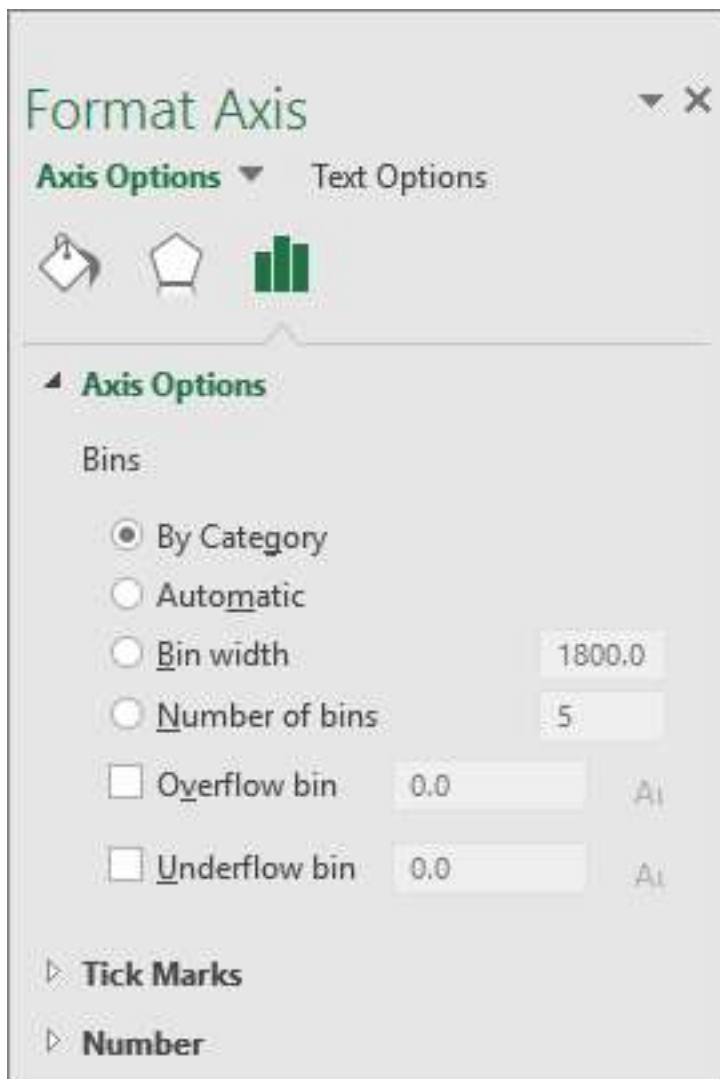 Format Axis
Axis Options Text Options
Axis Options
Bins
By Category
Automatic
Bin width 1800.0
Number of bins 5
Overflow bin 0.0
Underflow bin 0.0
Tick Marks
Number